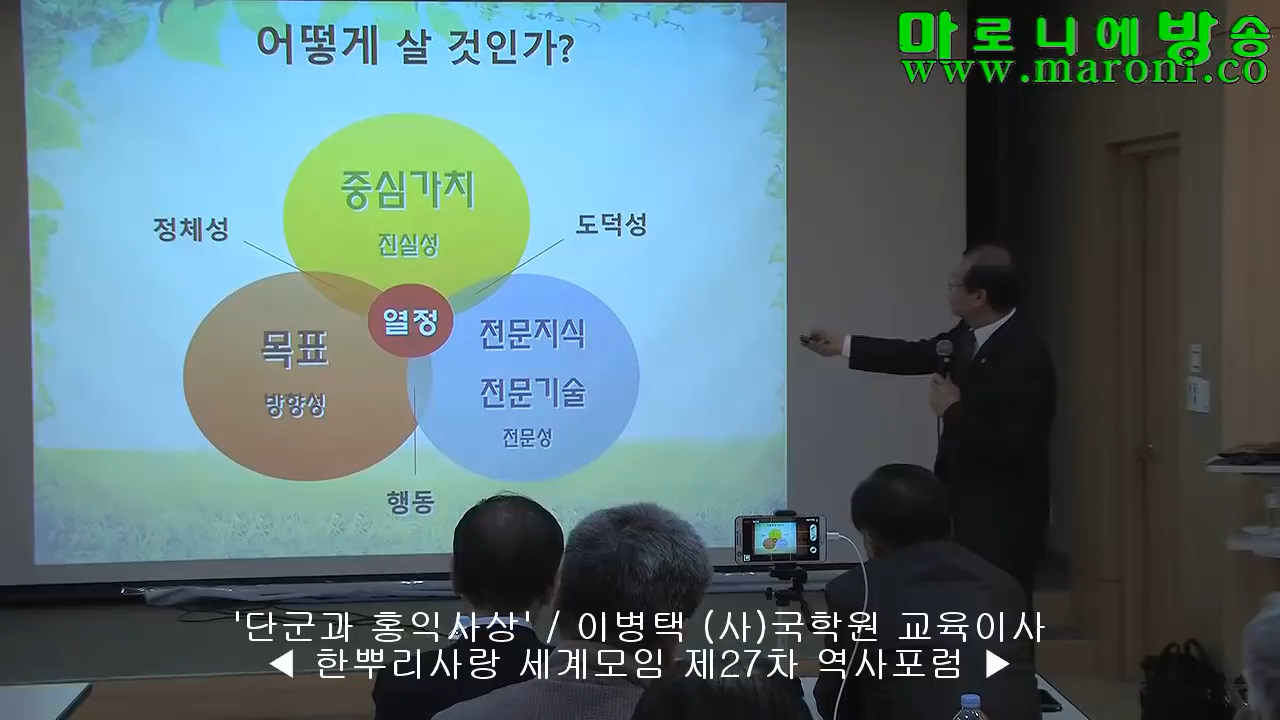 어떻게 살 것인가?
마로니에방송
www.maroni.co
중심가치
진실성
정체성
도덕성
열정
목표
방향성
전문지식
전문기술
전문성
행동
'단군과 홍익사상' / 이병택 (사)국학원 교육이사
◀ 한뿌리사랑 세계모임 제27차 역사포럼 ▶